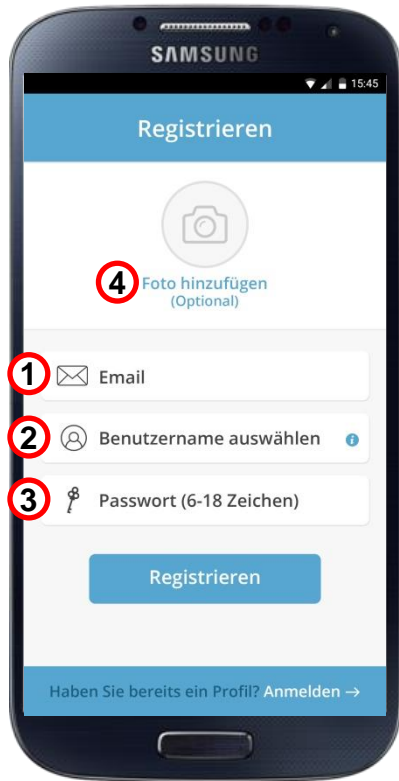 SAMSUNG
15:45
Registrieren
4
Foto hinzufügen
(Optional)
1 Email
2 Benutzername auswählen i
3 Passwort (6-18 Zeichen)
Registrieren
Haben Sie bereits ein Profil? Anmelden →